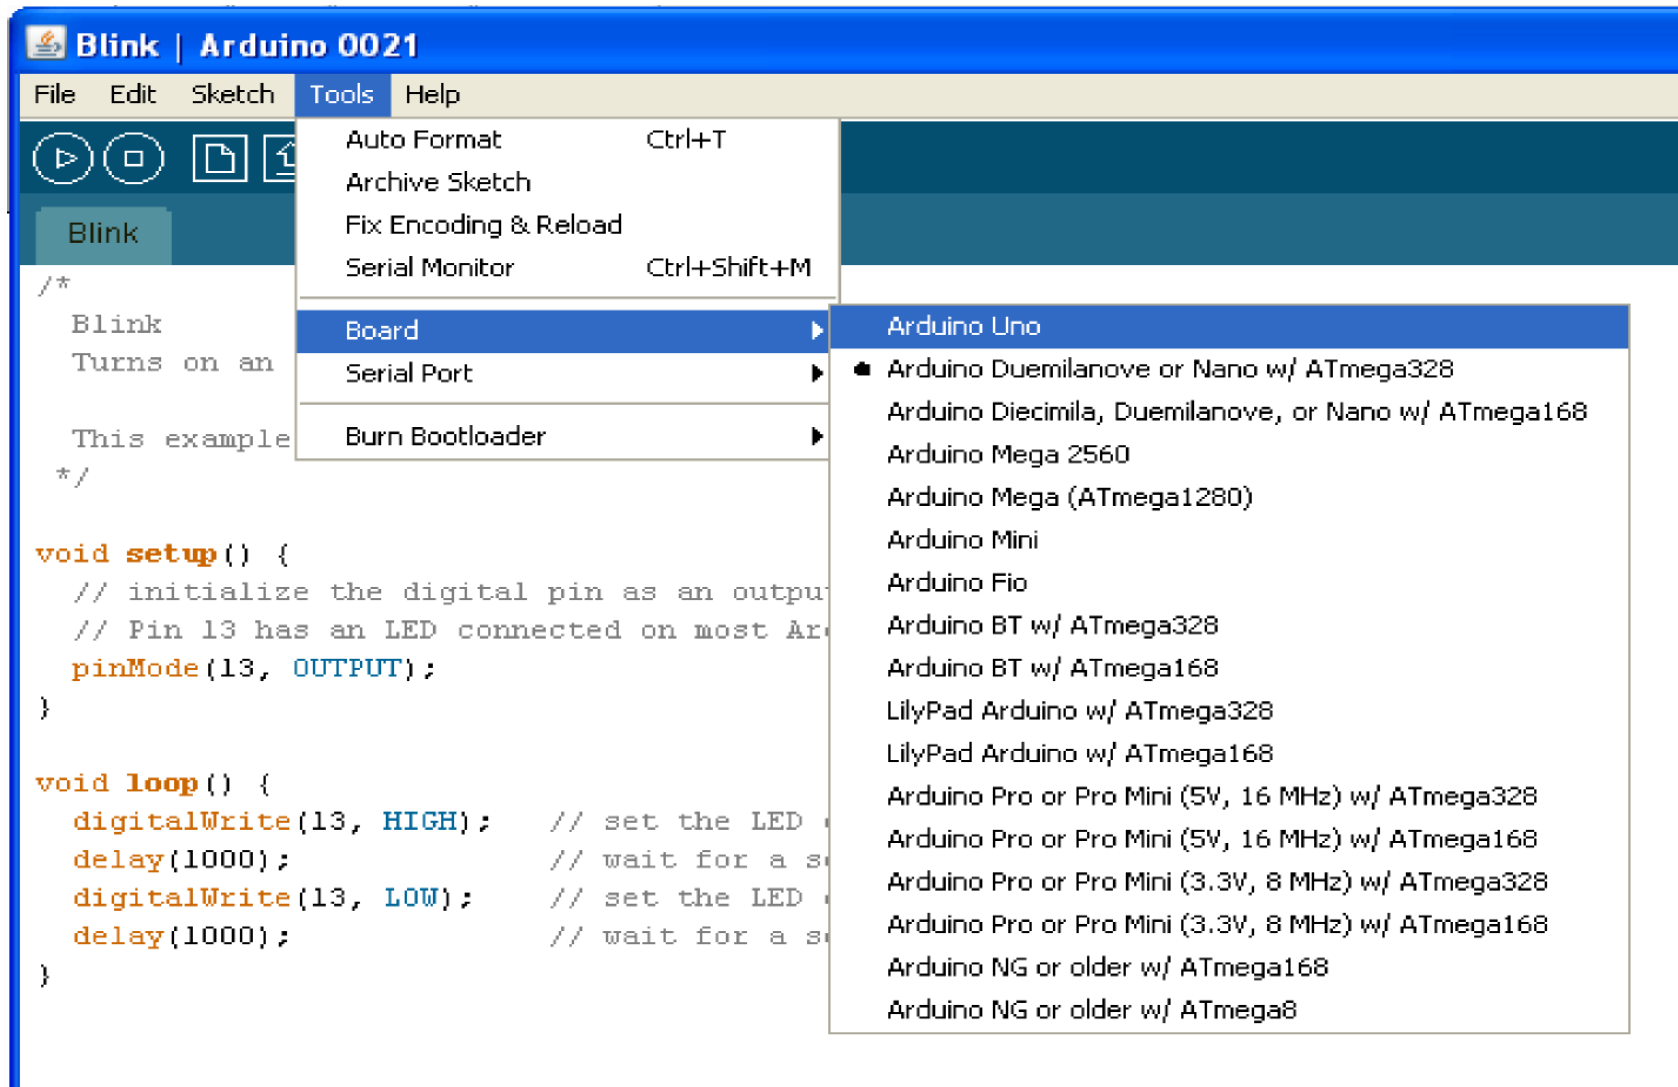 Blink | Arduino 0021
File Edit Sketch Tools Help
Auto Format Ctrl+T
Archive Sketch
Fix Encoding & Reload
Serial Monitor Ctrl+Shift+M
Board
Serial Port
Burn Bootloader
Arduino Uno
Arduino Duemilanove or Nano w/ ATmega328
Arduino Diecimila, Duemilanove, or Nano w/ ATmega168
Arduino Mega 2560
Arduino Mega (ATmega1280)
Arduino Mini
Arduino Fio
Arduino BT w/ ATmega328
Arduino BT w/ ATmega168
LilyPad Arduino w/ ATmega328
LilyPad Arduino w/ ATmega168
Arduino Pro or Pro Mini (5V, 16 MHz) w/ ATmega328
Arduino Pro or Pro Mini (5V, 16 MHz) w/ ATmega168
Arduino Pro or Pro Mini (3.3V, 8 MHz) w/ ATmega328
Arduino Pro or Pro Mini (3.3V, 8 MHz) w/ ATmega168
Arduino NG or older w/ ATmega168
Arduino NG or older w/ ATmega8
Blink
/*
Blink
Turns on an
This example
*/
void setup() {
// initialize the digital pin as an outpu
// Pin 13 has an LED connected on most Ar
pinMode(13, OUTPUT);
}
void loop() {
digitalWrite(13, HIGH); // set the LED
delay(1000); // wait for a s
digitalWrite(13, LOW); // set the LED
delay(1000); // wait for a s
}